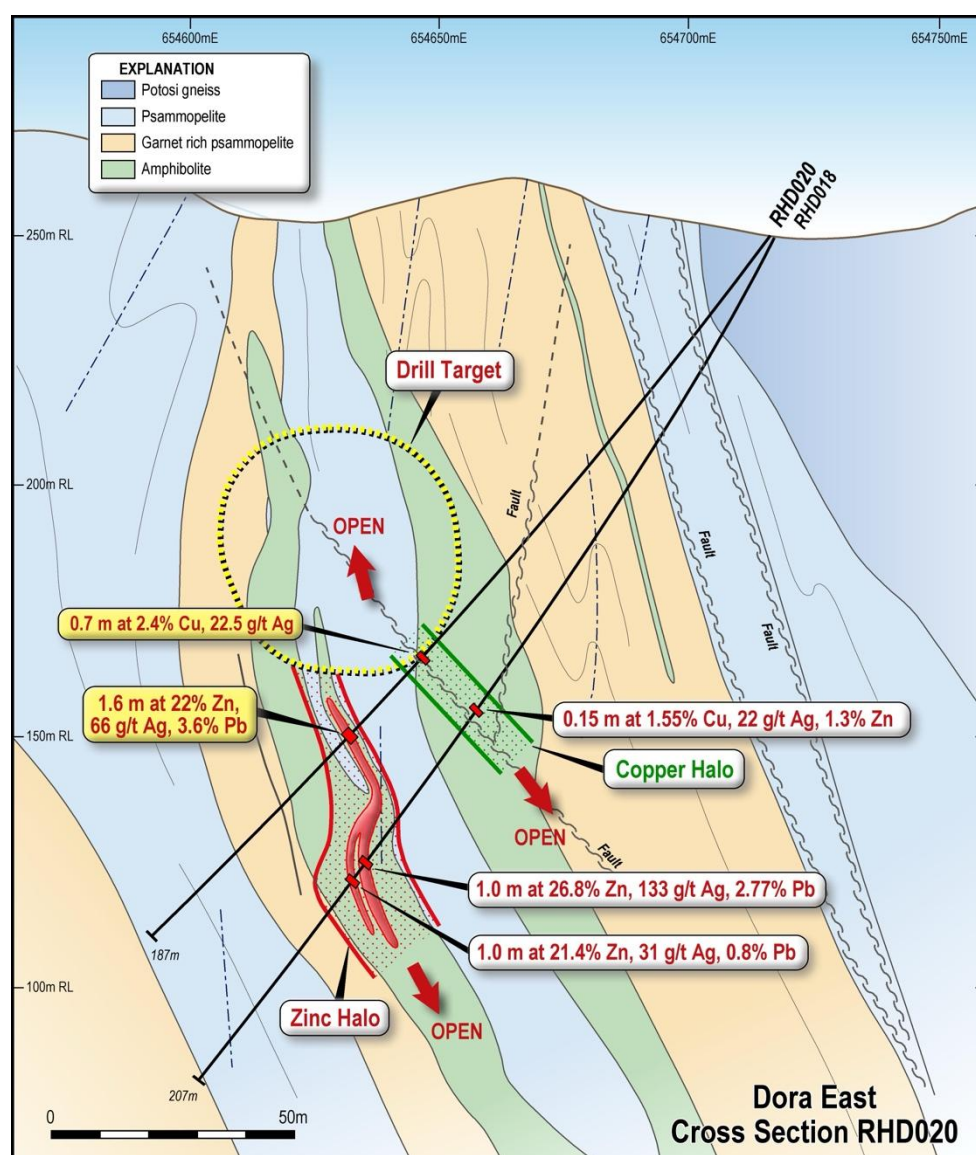 654600mE
654650mE
654700mE
654750mE
EXPLANATION
Potosi gneiss
Psammopelite
Garnet rich psammopelite
Amphibolite
RHD020
RHD018
250m RL
Drill Target
200m RL
OPEN
Fault
Fault
Fault
0.7 m at 2.4% Cu, 22.5 g/t Ag
1.6 m at 22% Zn,
66 g/t Ag, 3.6% Pb
0.15 m at 1.55% Cu, 22 g/t Ag, 1.3% Zn
150m RL
Copper Halo
OPEN
Fault
1.0 m at 26.8% Zn, 133 g/t Ag, 2.77% Pb
187m
1.0 m at 21.4% Zn, 31 g/t Ag, 0.8% Pb
100m RL
Zinc Halo
OPEN
207m
0
50m
Dora East
Cross Section RHD020